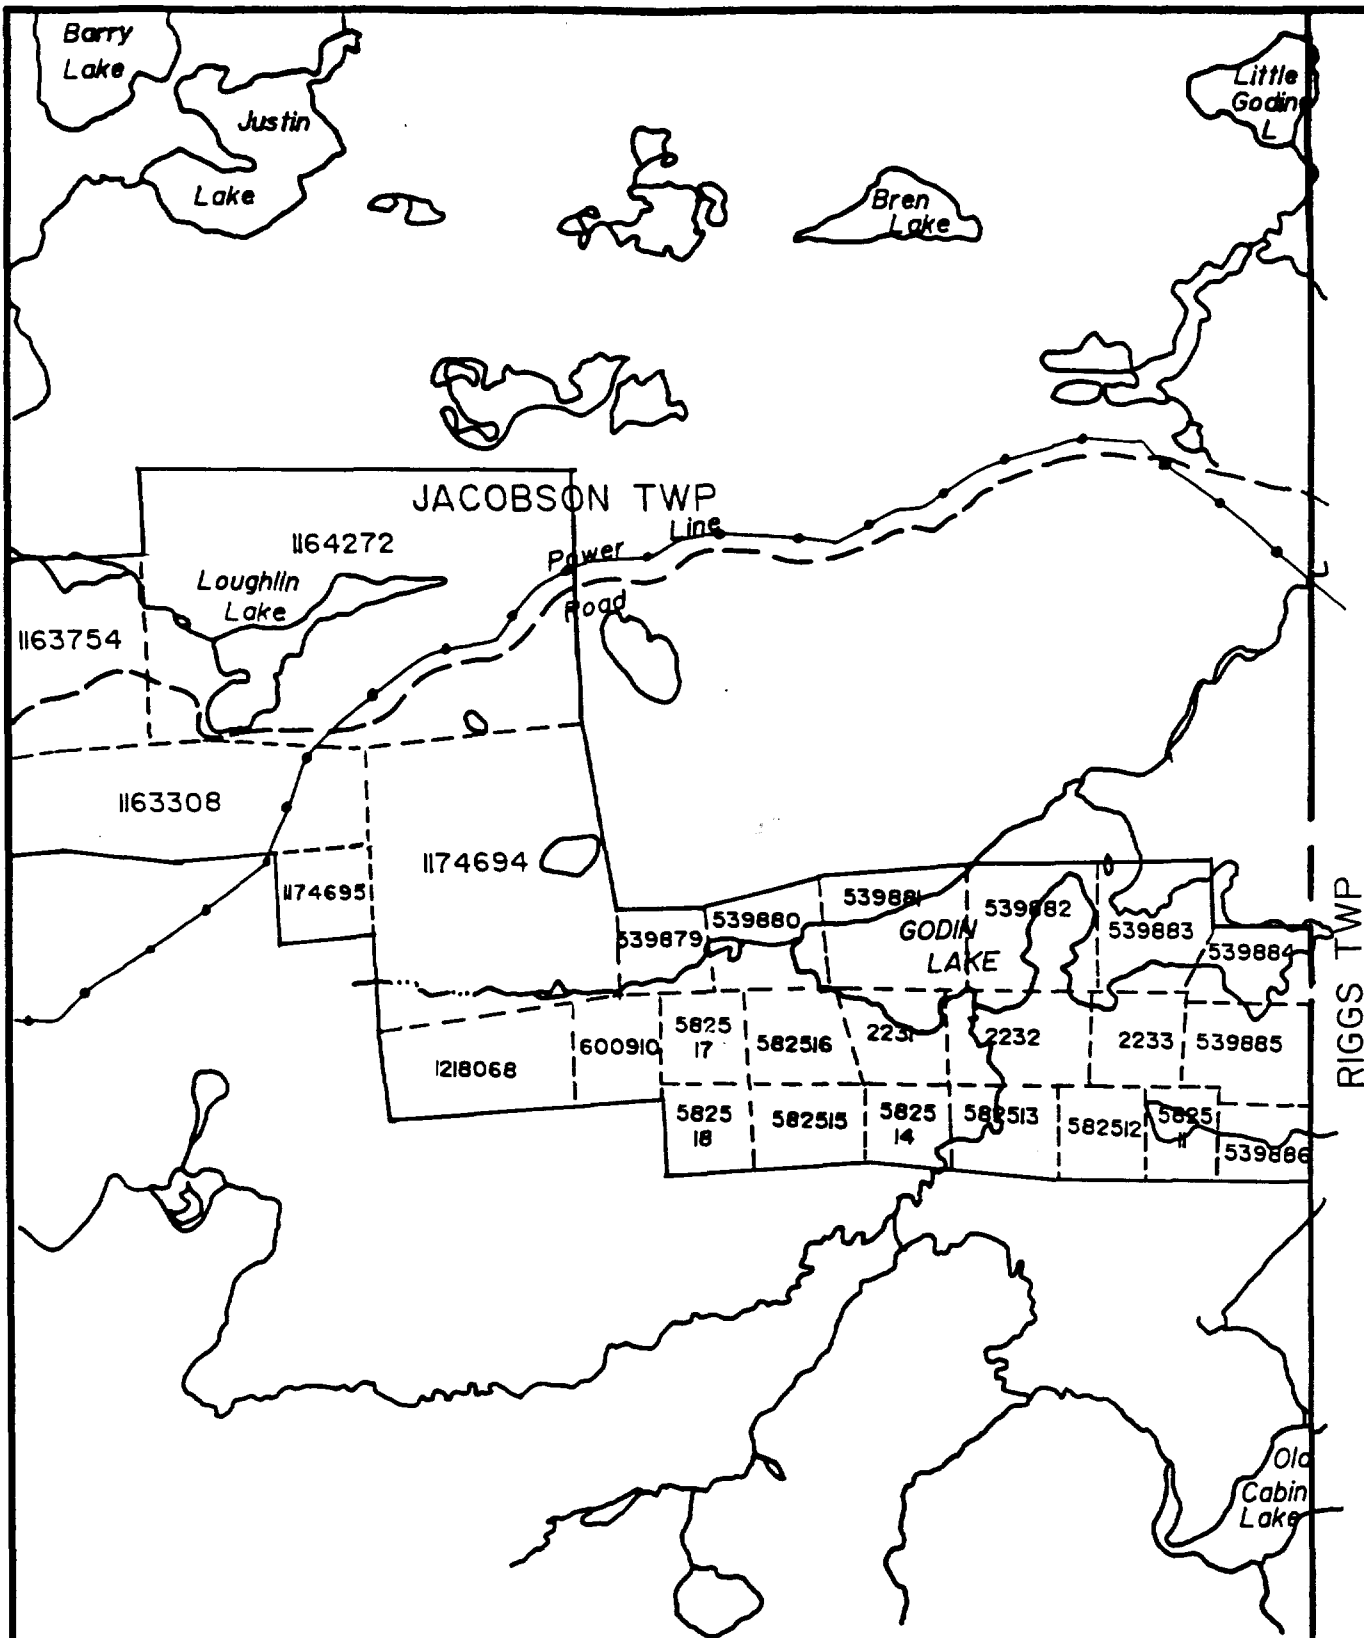 Barry
Lake
Justin
Lake
Little
Godin
L
Bren
Lake
JACOBSON TWP
1164272
Power Line
Road
Loughlin
Lake
1163754
1163308
1174695
1174694
539879
539880
539881
539882
539883
539884
GODIN
LAKE
RIGGS TWP
1218068
600910
5825
17
582516
2231
2232
2233
539885
5825
18
582515
5825
14
582513
582512
5825
11
539886
Old
Cabin
Lake